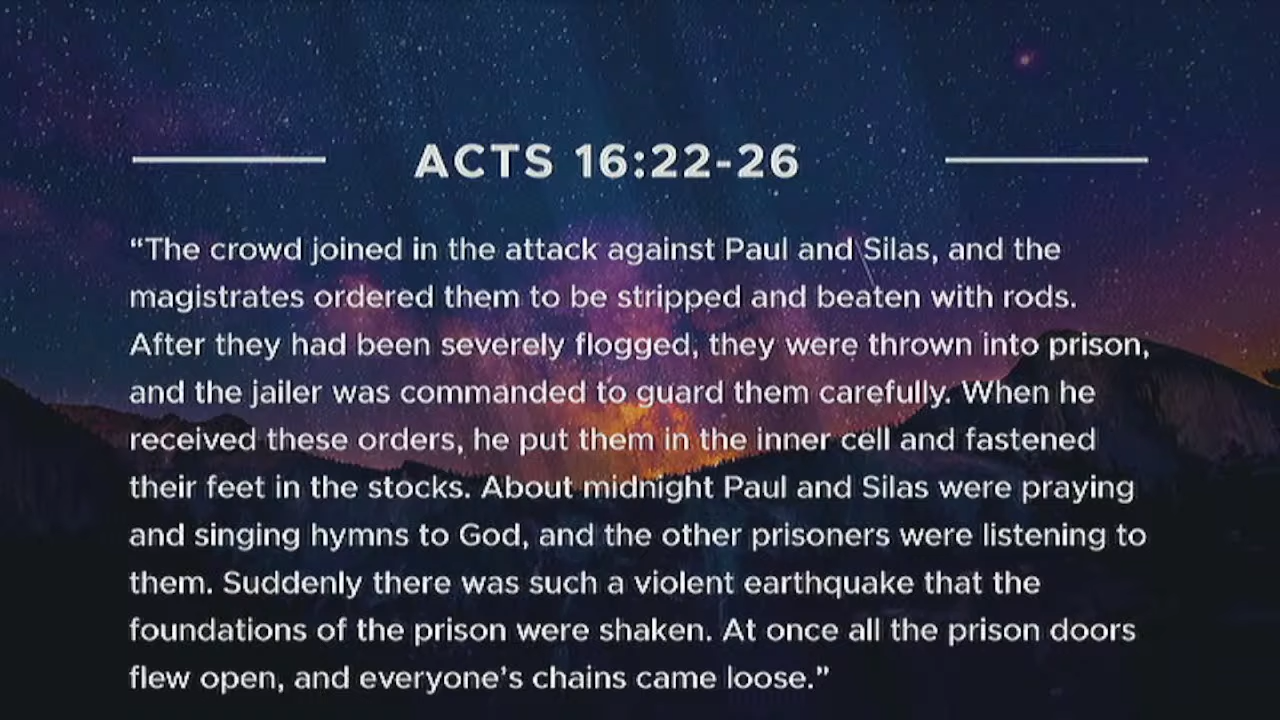 ACTS 16:22-26
“The crowd joined in the attack against Paul and Silas, and the
magistrates ordered them to be stripped and beaten with rods.
After they had been severely flogged, they were thrown into prison,
and the jailer was commanded to guard them carefully. When he
received these orders, he put them in the inner cell and fastened
their feet in the stocks. About midnight Paul and Silas were praying
and singing hymns to God, and the other prisoners were listening to
them. Suddenly there was such a violent earthquake that the
foundations of the prison were shaken. At once all the prison doors
flew open, and everyone’s chains came loose.”